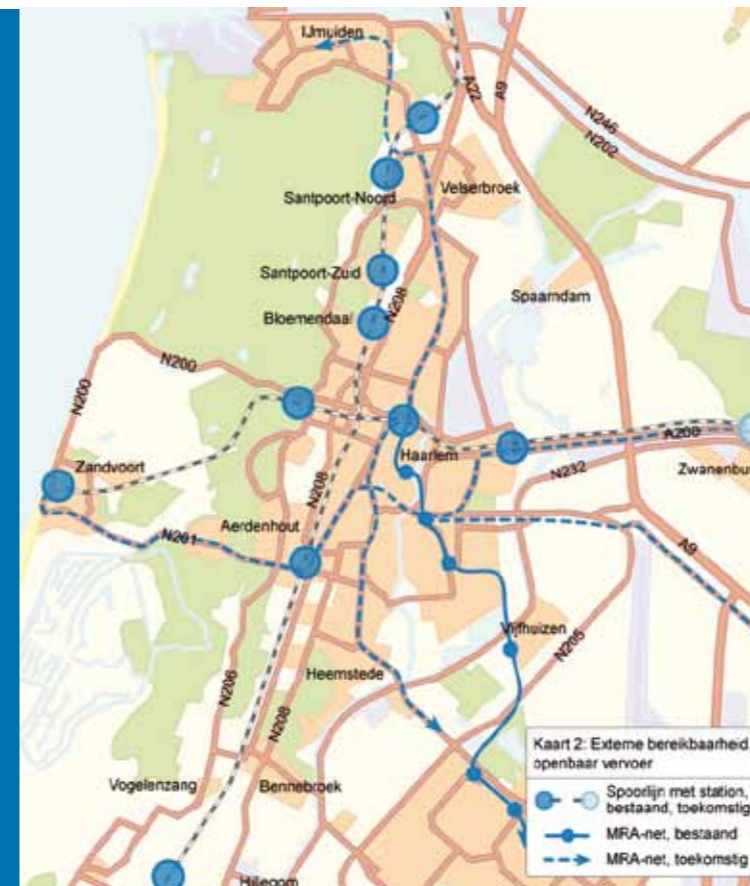 IJmuiden
A22
A9
N246
N202
Santpoort-Noord
Velserbroek
Santpoort-Zuid
N208
Spaarndam
Bloemendaal
N200
N200
A200
Haarlem
Zandvoort
N208
N232
Zwanenbu
Aerdenhout
N201
A9
Vijfhuizen
N205
Heemstede
N206
N208
Vogelenzang
Bennebroek
Hillegom
Kaart 2: Externe bereikbaarheid,
openbaar vervoer
Spoorlijn met station,
bestaand, toekomstig
MRA-net, bestaand
MRA-net, toekomstig